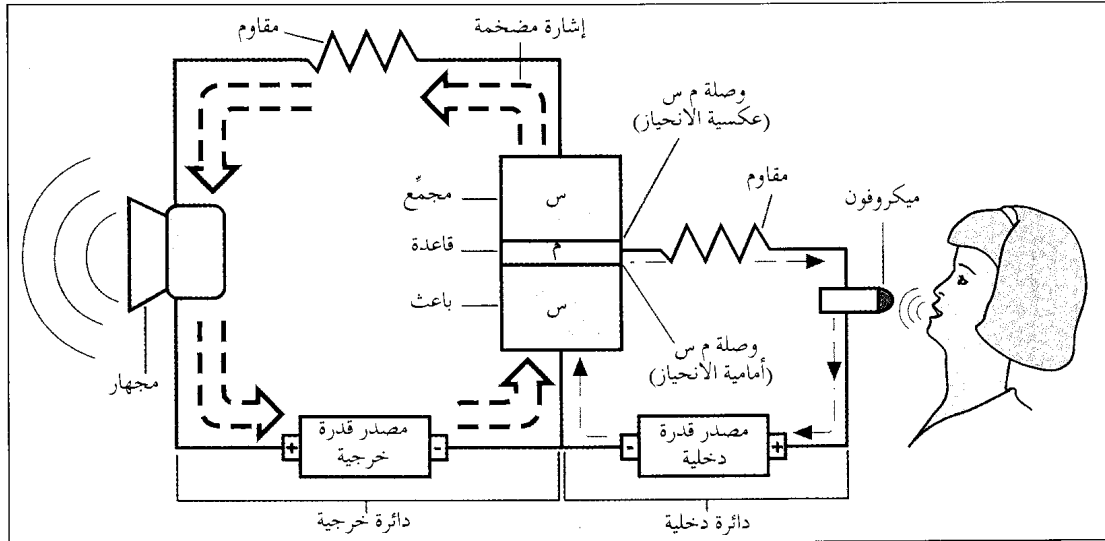 إشارة مضخمة
مقاوم
وصلة م س
(عكسية الانحياز)
مقاوم
ميكروفون
مجمِّع
س
قاعدة
م
باعث
س
وصلة م س
(أمامية الانحياز)
مجهار
+
مصدر قدرة
خرجية
-
-
مصدر قدرة
دخلية
+
دائرة دخلية
دائرة خرجية